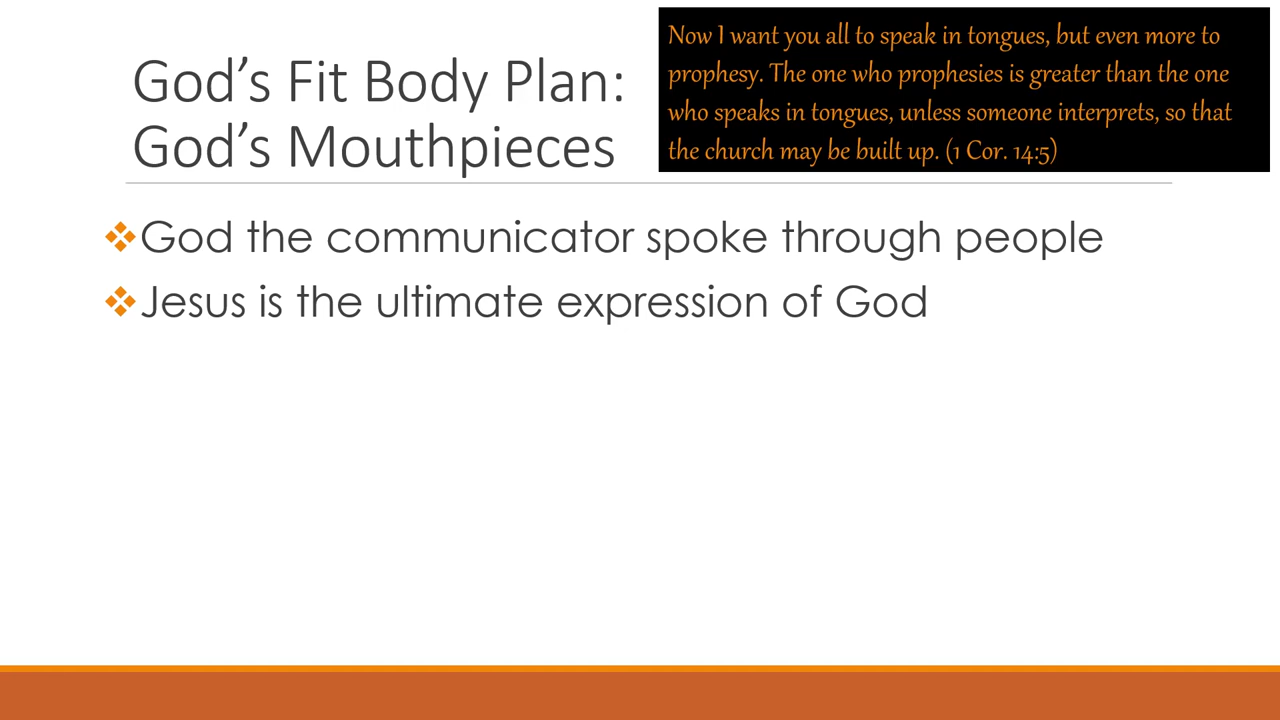 God’s Fit Body Plan:
God’s Mouthpieces
Now I want you all to speak in tongues, but even more to
prophesy. The one who prophesies is greater than the one
who speaks in tongues, unless someone interprets, so that
the church may be built up. (1 Cor. 14:5)
God the communicator spoke through people
Jesus is the ultimate expression of God